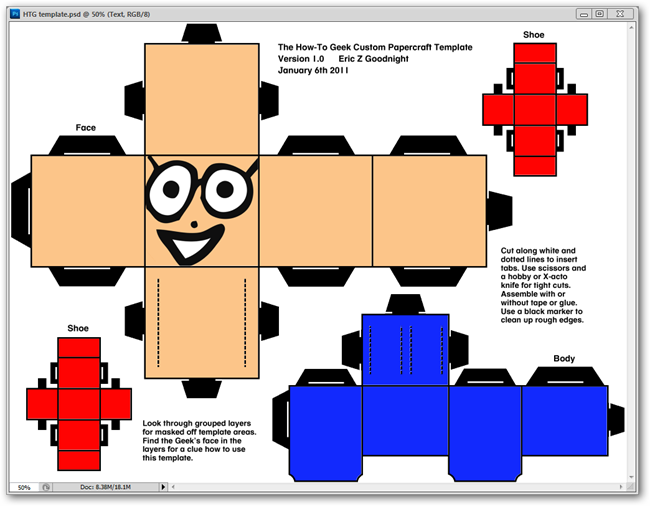 HTG template.psd @ 50% (Text, RGB/8)
The How-To Geek Custom Papercraft Template
Version 1.0 Eric Z Goodnight
January 6th 2011
Shoe
Face
Cut along white and
dotted lines to insert
tabs. Use scissors and
a hobby or X-acto
knife for tight cuts.
Assemble with or
without tape or glue.
Use a black marker to
clean up rough edges.
Shoe
Body
Look through grouped layers
for masked off template areas.
Find the Geek's face in the
layers for a clue how to use
this template.
50%
Doc: 8.38M/18.1M